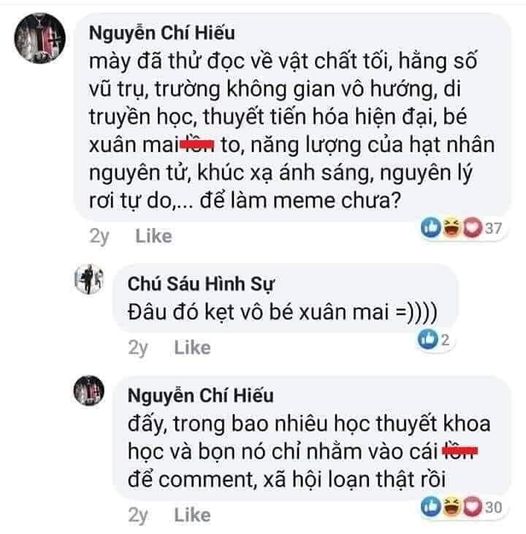 Nguyễn Chí Hiếu
mày đã thử đọc về vật chất tối, hằng số
vũ trụ, trường không gian vô hướng, di
truyền học, thuyết tiến hóa hiện đại, bé
xuân mai lồn to, năng lượng của hạt nhân
nguyên tử, khúc xạ ánh sáng, nguyên lý
rơi tự do,... để làm meme chưa?
37
2y Like
Chú Sáu Hình Sự
Đâu đó kẹt vô bé xuân mai =))))
2
2y Like
Nguyễn Chí Hiếu
đấy, trong bao nhiêu học thuyết khoa
học và bọn nó chỉ nhằm vào cái lồn
để comment, xã hội loạn thật rồi
30
2y Like